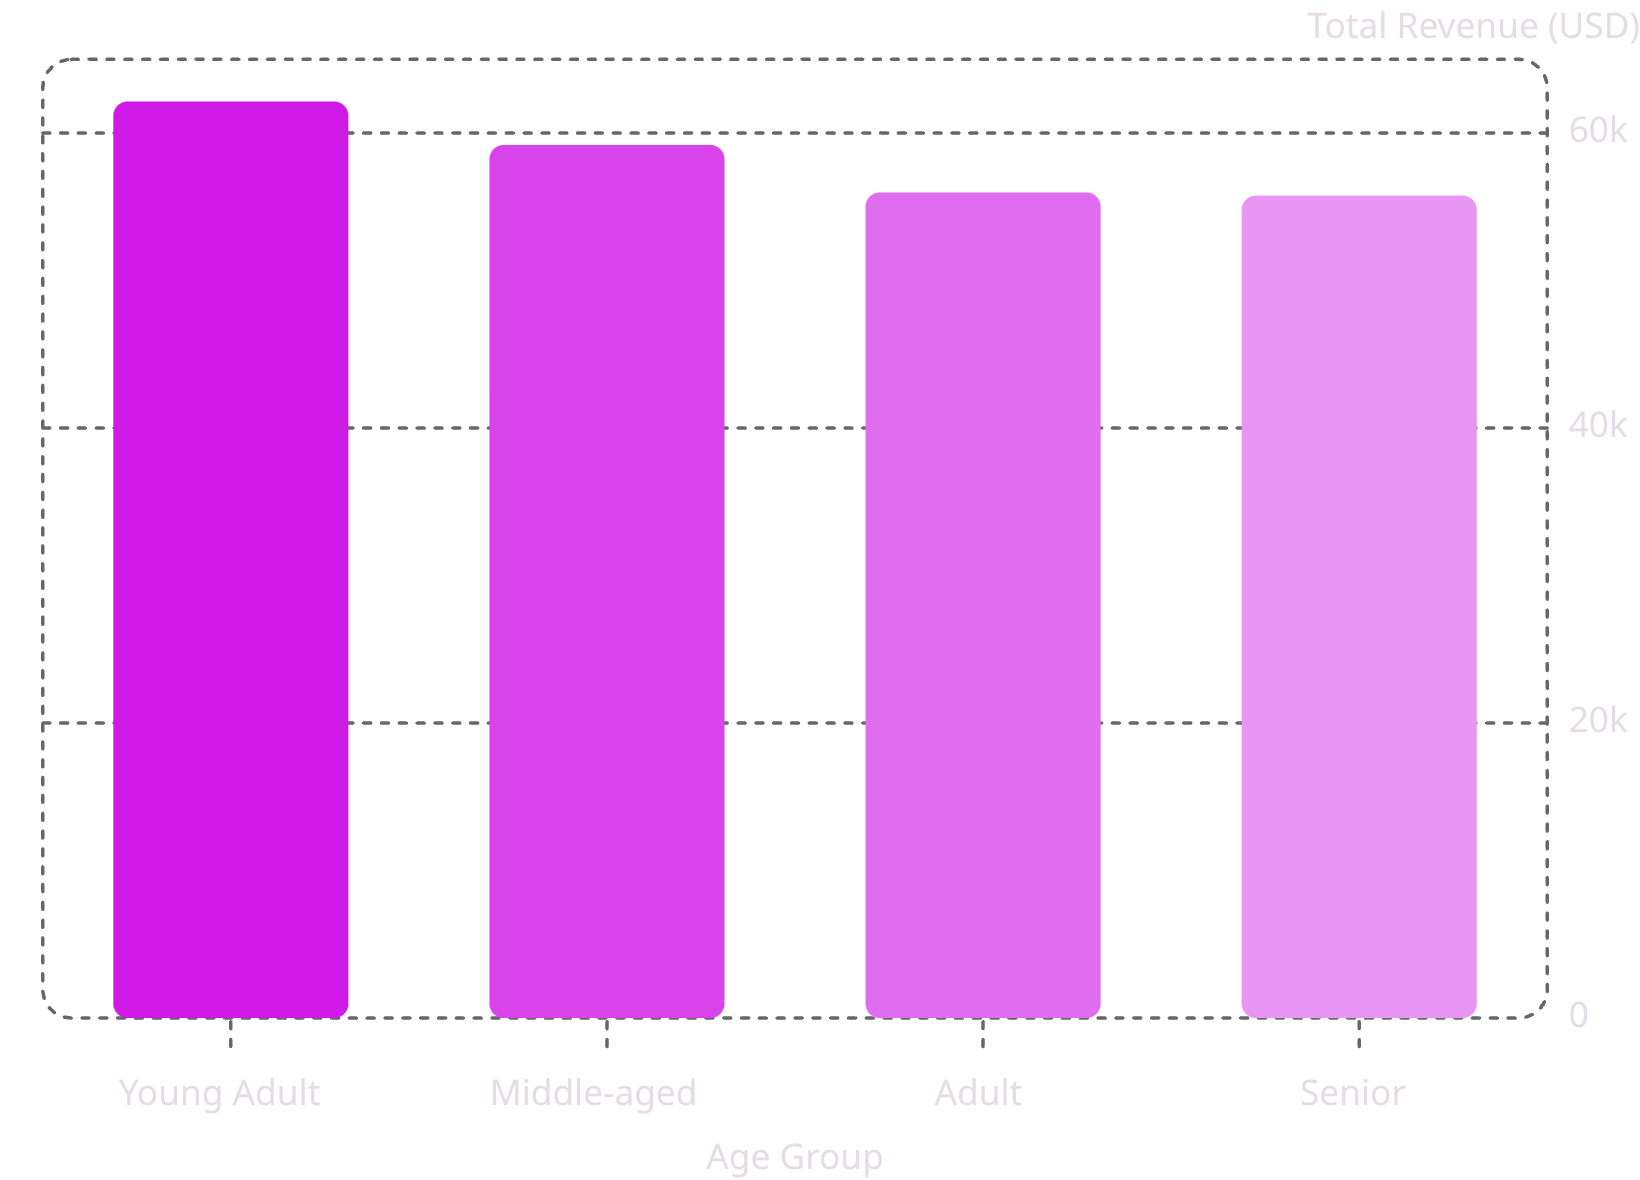 Total Revenue (USD)
60k
40k
20k
0
Young Adult Middle-aged Adult Senior
Age Group